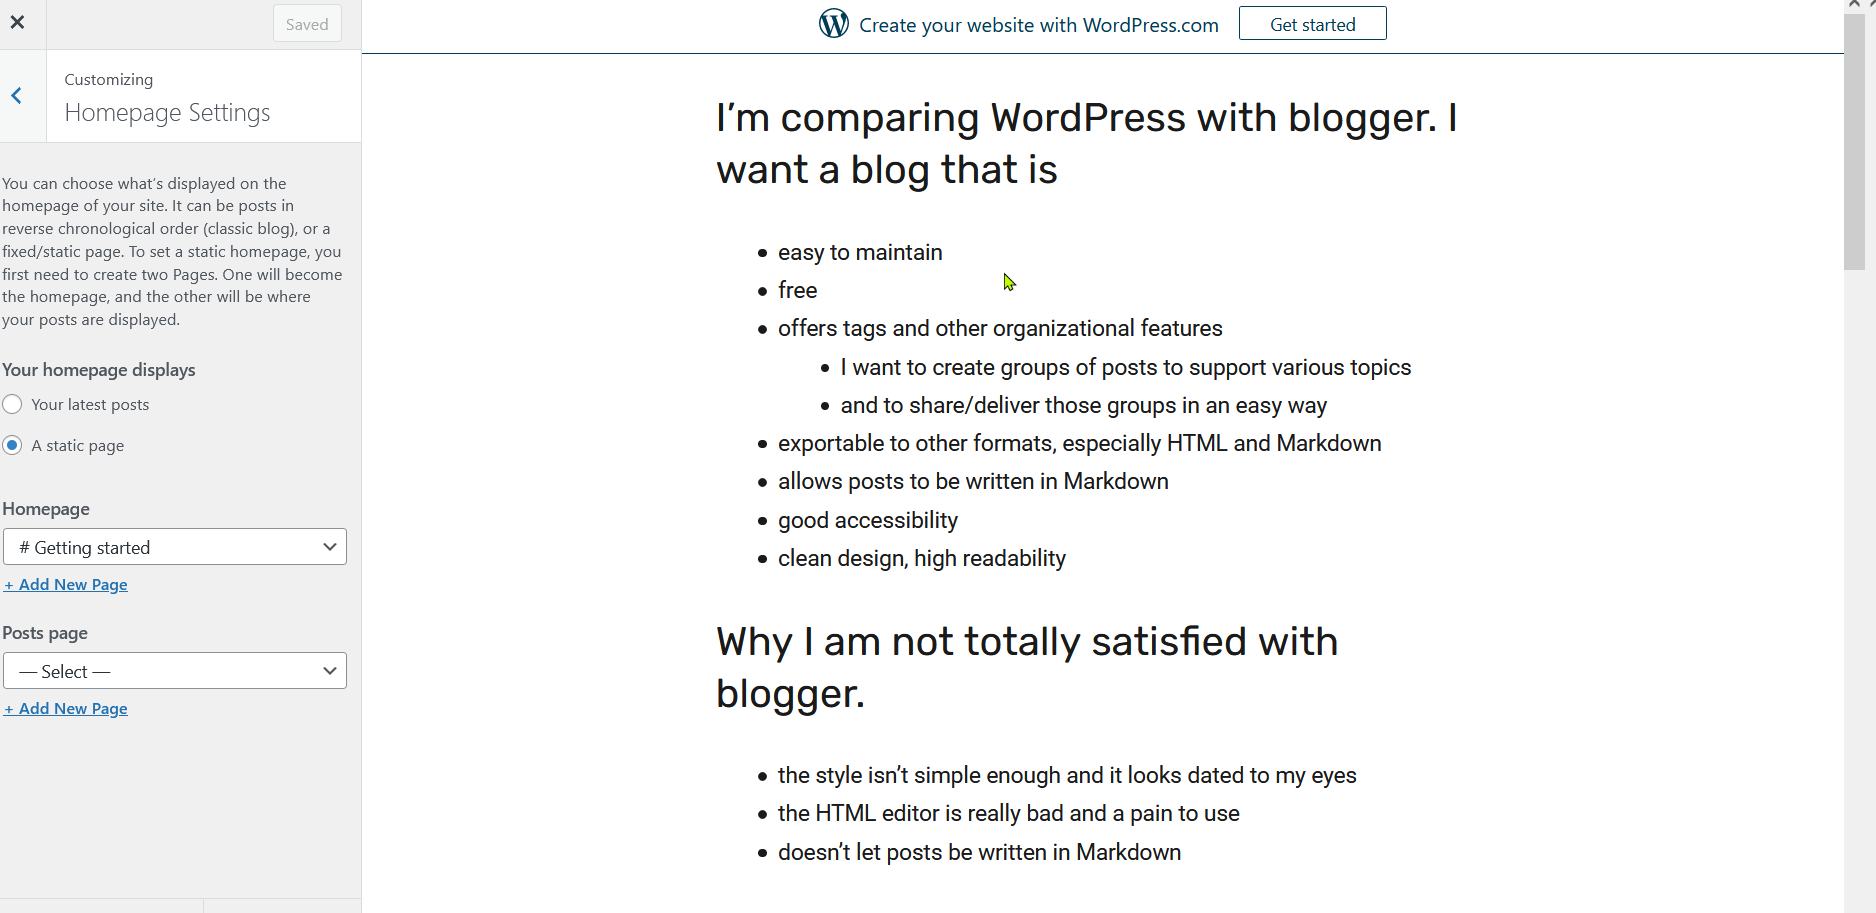 Saved
Customizing
Homepage Settings
You can choose what's displayed on the
homepage of your site. It can be posts in
reverse chronological order (classic blog), or a
fixed/static page. To set a static homepage, you
first need to create two Pages. One will become
the homepage, and the other will be where
your posts are displayed.
Your homepage displays
Your latest posts
A static page
Homepage
# Getting started
+ Add New Page
Posts page
— Select —
+ Add New Page
Create your website with WordPress.com
Get started
I’m comparing WordPress with blogger. I
want a blog that is
• easy to maintain
• free
• offers tags and other organizational features
• I want to create groups of posts to support various topics
• and to share/deliver those groups in an easy way
• exportable to other formats, especially HTML and Markdown
• allows posts to be written in Markdown
• good accessibility
• clean design, high readability
Why I am not totally satisfied with
blogger.
• the style isn’t simple enough and it looks dated to my eyes
• the HTML editor is really bad and a pain to use
• doesn’t let posts be written in Markdown